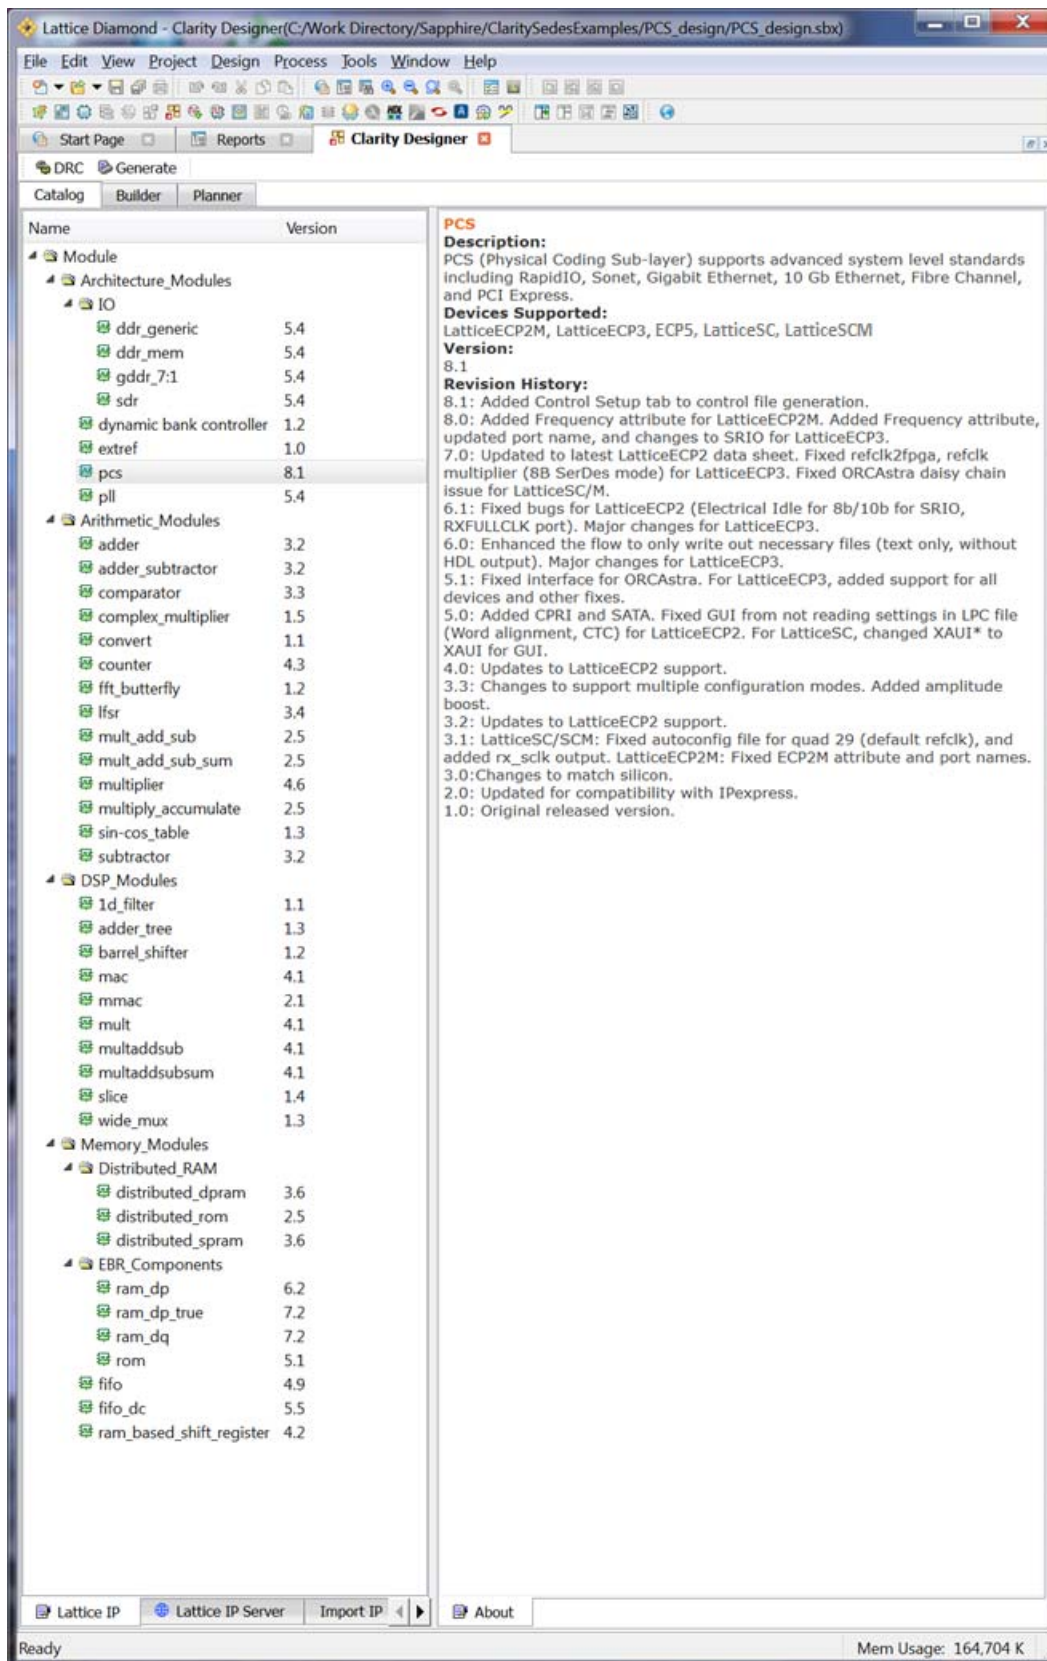 Lattice Diamond - Clarity Designer(C:/Work Directory/Sapphire/ClaritySedesExamples/PCS_design/PCS_design.sbx)
File Edit View Project Design Process Tools Window Help
Start Page Reports Clarity Designer
DRC Generate
Catalog Builder Planner
Name Version
Module
Architecture_Modules
IO
ddr_generic 5.4
ddr_mem 5.4
gddr_7:1 5.4
sdr 5.4
dynamic bank controller 1.2
extref 1.0
pcs 8.1
pll 5.4
Arithmetic_Modules
adder 3.2
adder_subtractor 3.2
comparator 3.3
complex_multiplier 1.5
convert 1.1
counter 4.3
fft_butterfly 1.2
lfsr 3.4
mult_add_sub 2.5
mult_add_sub_sum 2.5
multiplier 4.6
multiply_accumulate 2.5
sin-cos_table 1.3
subtractor 3.2
DSP_Modules
1d_filter 1.1
adder_tree 1.3
barrel_shifter 1.2
mac 4.1
mmac 2.1
mult 4.1
multaddsub 4.1
multaddsubsum 4.1
slice 1.4
wide_mux 1.3
Memory_Modules
Distributed_RAM
distributed_dpram 3.6
distributed_rom 2.5
distributed_spram 3.6
EBR_Components
ram_dp 6.2
ram_dp_true 7.2
ram_dq 7.2
rom 5.1
fifo 4.9
fifo_dc 5.5
ram_based_shift_register 4.2
PCS
Description:
PCS (Physical Coding Sub-layer) supports advanced system level standards
including RapidIO, Sonet, Gigabit Ethernet, 10 Gb Ethernet, Fibre Channel,
and PCI Express.
Devices Supported:
LatticeECP2M, LatticeECP3, ECP5, LatticeSC, LatticeSCM
Version:
8.1
Revision History:
8.1: Added Control Setup tab to control file generation.
8.0: Added Frequency attribute for LatticeECP2M. Added Frequency attribute,
updated port name, and changes to SRIO for LatticeECP3.
7.0: Updated to latest LatticeECP2 data sheet. Fixed refclk2fpga, refclk
multiplier (8B SerDes mode) for LatticeECP3. Fixed ORCAstra daisy chain
issue for LatticeSC/M.
6.1: Fixed bugs for LatticeECP2 (Electrical Idle for 8b/10b for SRIO,
RXFULLCLK port). Major changes for LatticeECP3.
6.0: Enhanced the flow to only write out necessary files (text only, without
HDL output). Major changes for LatticeECP3.
5.1: Fixed interface for ORCAstra. For LatticeECP3, added support for all
devices and other fixes.
5.0: Added CPRI and SATA. Fixed GUI from not reading settings in LPC file
(Word alignment, CTC) for LatticeECP2. For LatticeSC, changed XAUI* to
XAUI for GUI.
4.0: Updates to LatticeECP2 support.
3.3: Changes to support multiple configuration modes. Added amplitude
boost.
3.2: Updates to LatticeECP2 support.
3.1: LatticeSC/SCM: Fixed autoconfig file for quad 29 (default refclk), and
added rx_sclk output. LatticeECP2M: Fixed ECP2M attribute and port names.
3.0:Changes to match silicon.
2.0: Updated for compatibility with IPexpress.
1.0: Original released version.
Lattice IP Lattice IP Server Import IP About
Ready Mem Usage: 164,704 K